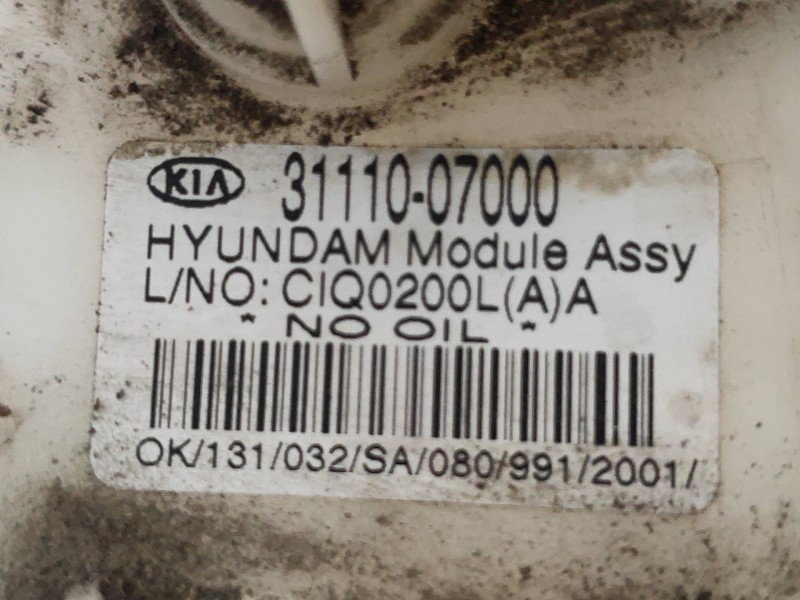 KIA 31110-07000
HYUNDAM Module Assy
L/NO: CIQ0200L(A)A
* NO OIL *
OK/131/032/SA/080/991/2001/